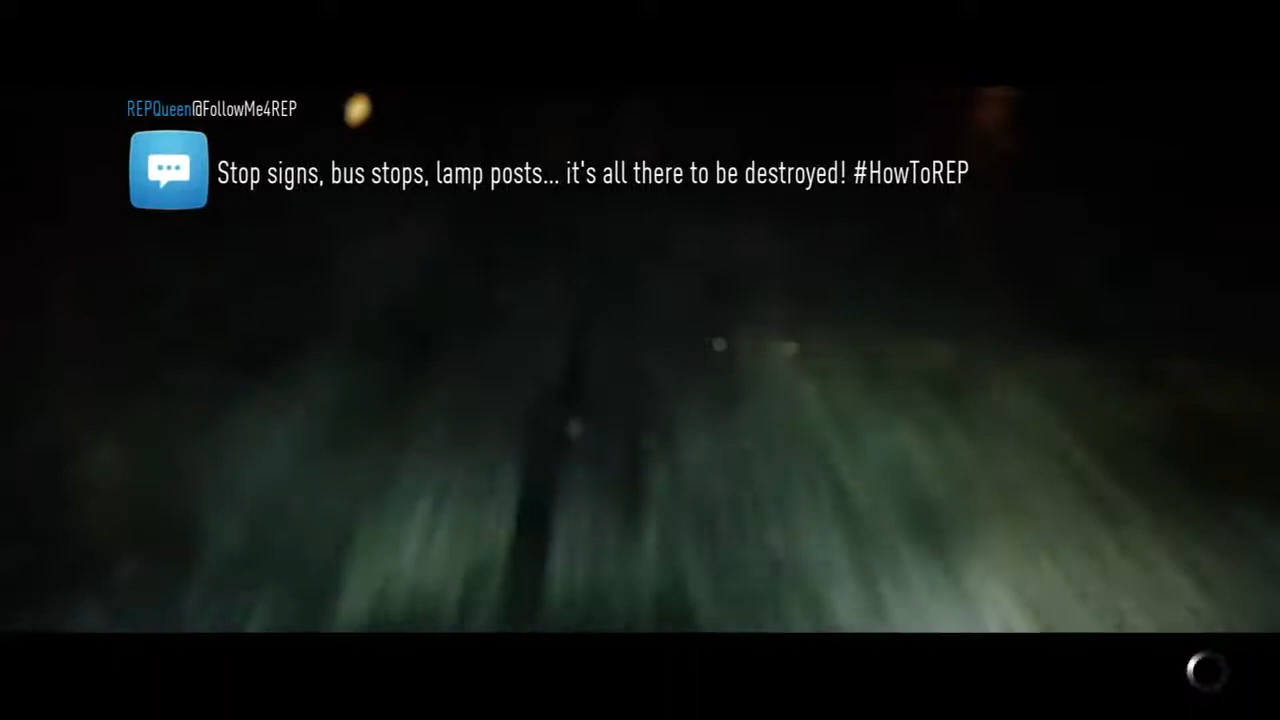 REPQueen@FollowMe4REP
Stop signs, bus stops, lamp posts... it's all there to be destroyed! #HowToREP